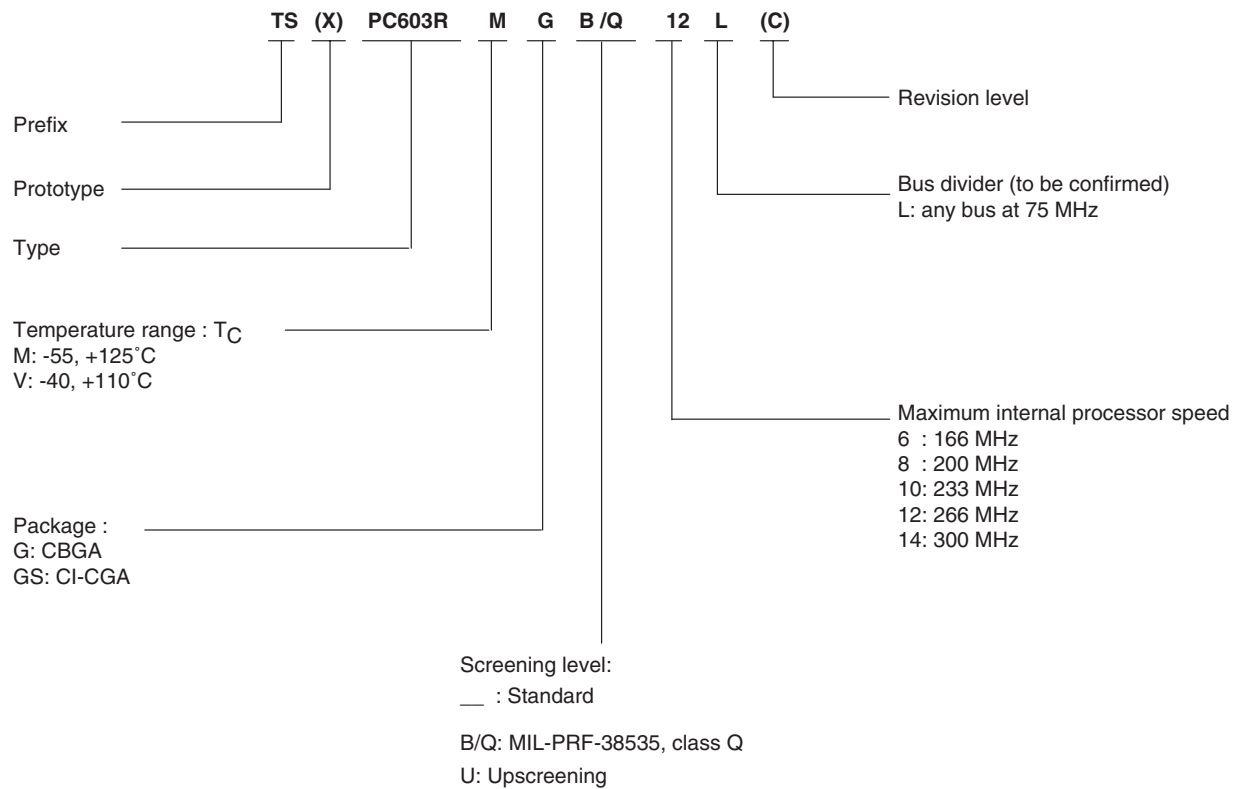 TS (X) PC603R M G B /Q 12 L (C)
Prefix
Prototype
Type
Temperature range : TC
M: -55, +125˚C
V: -40, +110˚C
Package :
G: CBGA
GS: CI-CGA
Screening level:
__ : Standard
B/Q: MIL-PRF-38535, class Q
U: Upscreening
Revision level
Bus divider (to be confirmed)
L: any bus at 75 MHz
Maximum internal processor speed
6 : 166 MHz
8 : 200 MHz
10: 233 MHz
12: 266 MHz
14: 300 MHz